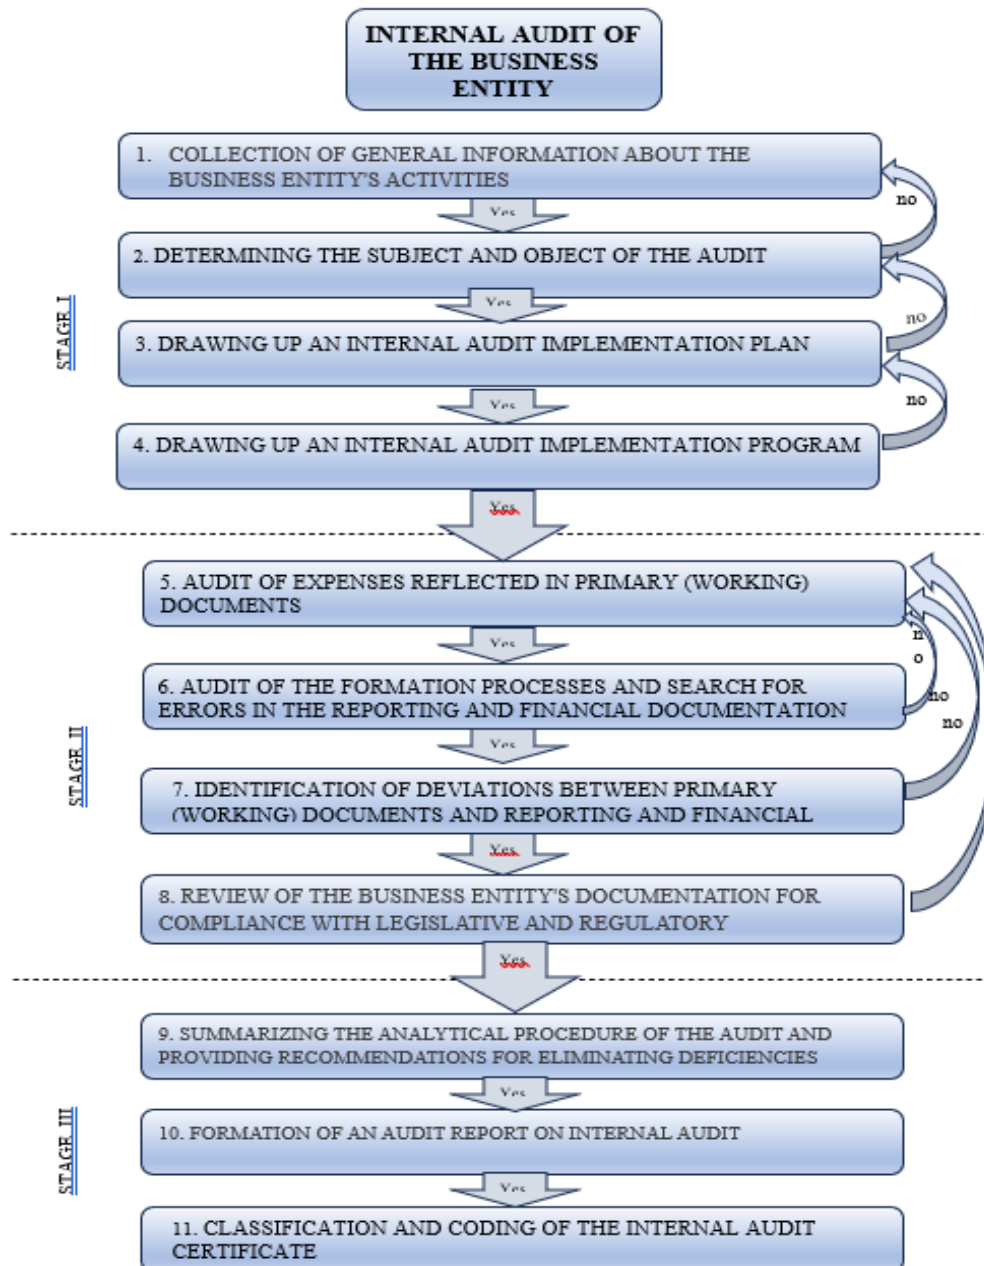 INTERNAL AUDIT OF
THE BUSINESS
ENTITY
1. COLLECTION OF GENERAL INFORMATION ABOUT THE
BUSINESS ENTITY'S ACTIVITIES
no
Yes
2. DETERMINING THE SUBJECT AND OBJECT OF THE AUDIT
Yes
no
STAGE I
3. DRAWING UP AN INTERNAL AUDIT IMPLEMENTATION PLAN
Yes
no
4. DRAWING UP AN INTERNAL AUDIT IMPLEMENTATION PROGRAM
Yes
5. AUDIT OF EXPENSES REFLECTED IN PRIMARY (WORKING)
DOCUMENTS
Yes
n
o
6. AUDIT OF THE FORMATION PROCESSES AND SEARCH FOR
ERRORS IN THE REPORTING AND FINANCIAL DOCUMENTATION
no
no
Yes
STAGE II
7. IDENTIFICATION OF DEVIATIONS BETWEEN PRIMARY
(WORKING) DOCUMENTS AND REPORTING AND FINANCIAL
Yes
8. REVIEW OF THE BUSINESS ENTITY'S DOCUMENTATION FOR
COMPLIANCE WITH LEGISLATIVE AND REGULATORY
Yes
9. SUMMARIZING THE ANALYTICAL PROCEDURE OF THE AUDIT AND
PROVIDING RECOMMENDATIONS FOR ELIMINATING DEFICIENCIES
Yes
STAGE III
10. FORMATION OF AN AUDIT REPORT ON INTERNAL AUDIT
Yes
11. CLASSIFICATION AND CODING OF THE INTERNAL AUDIT
CERTIFICATE